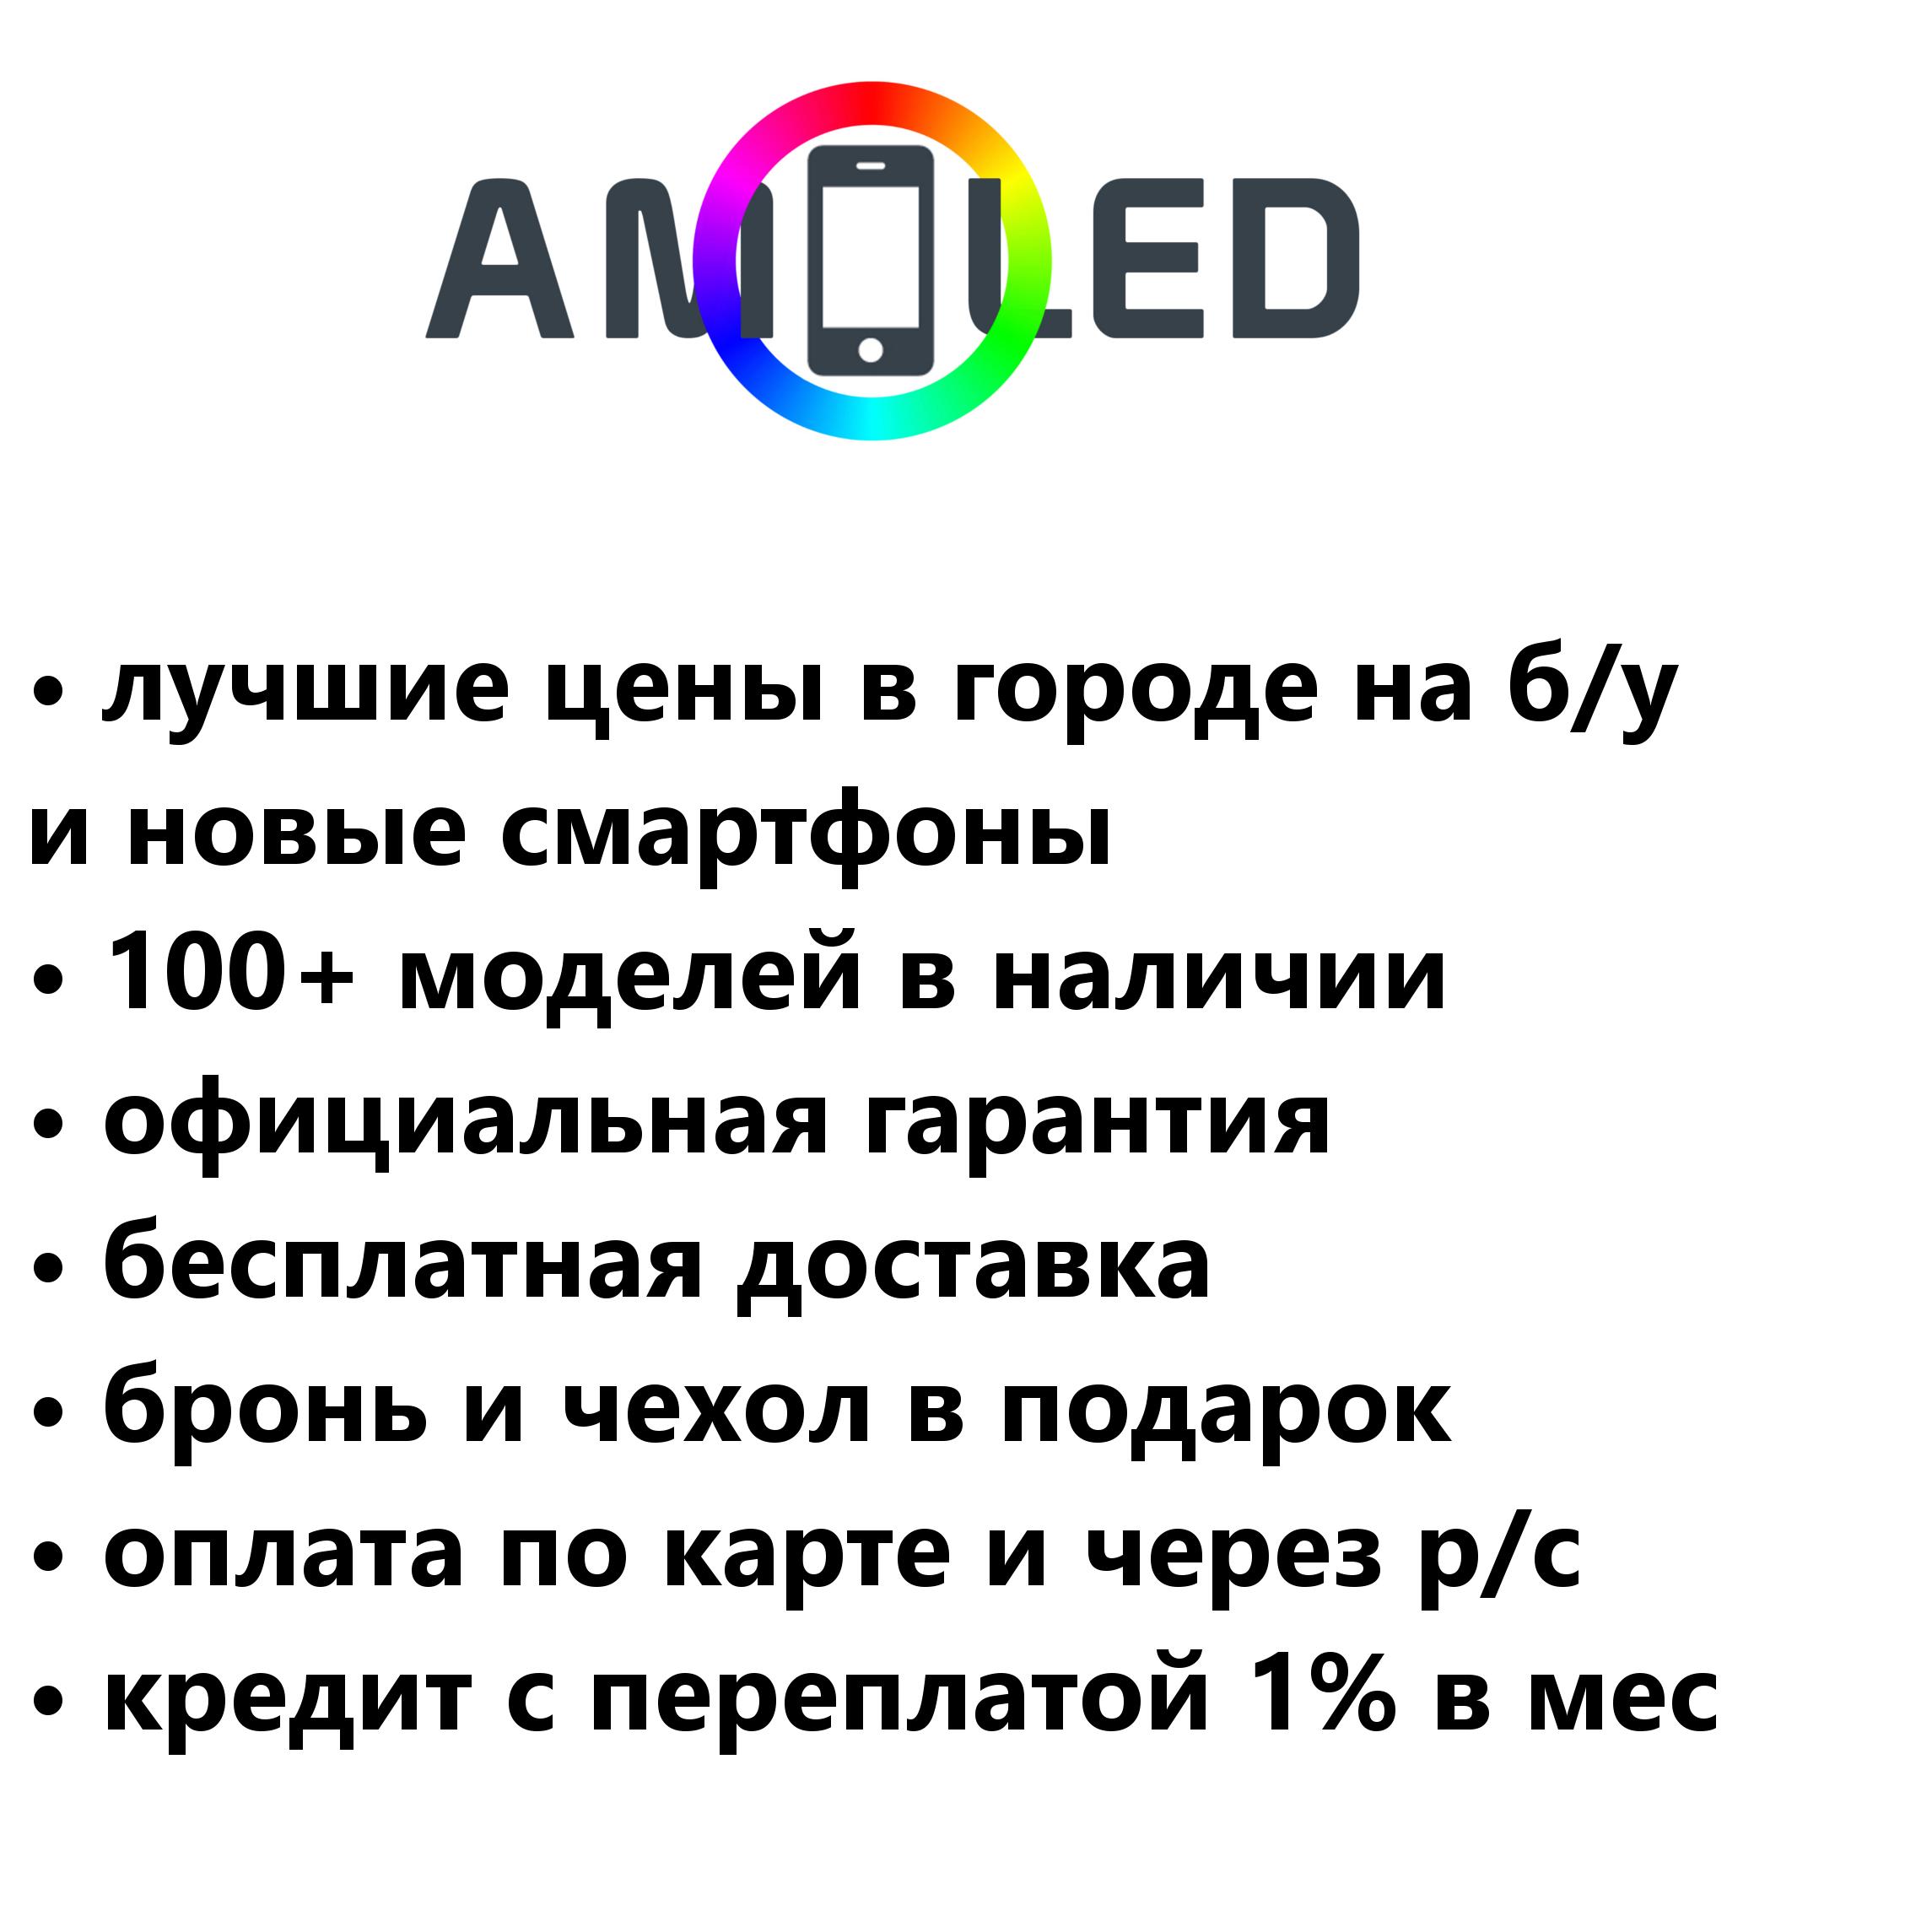 AMOLED
• лучшие цены в городе на б/у
и новые смартфоны
• 100+ моделей в наличии
• официальная гарантия
• бесплатная доставка
• бронь и чехол в подарок
• оплата по карте и через р/с
• кредит с переплатой 1% в мес